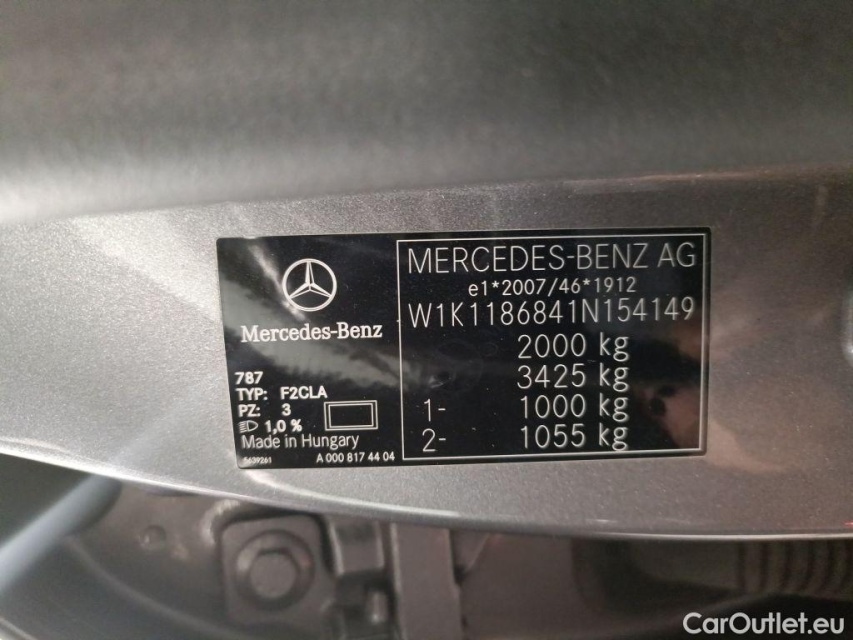 Mercedes-Benz
787
TYP: F2CLA
PZ: 3
1,0 %
Made in Hungary
5639261
A 000 817 44 04
MERCEDES-BENZ AG
e1*2007/46*1912
W1K1186841N154149
2000 kg
3425 kg
1- 1000 kg
2- 1055 kg
CarOutlet.eu